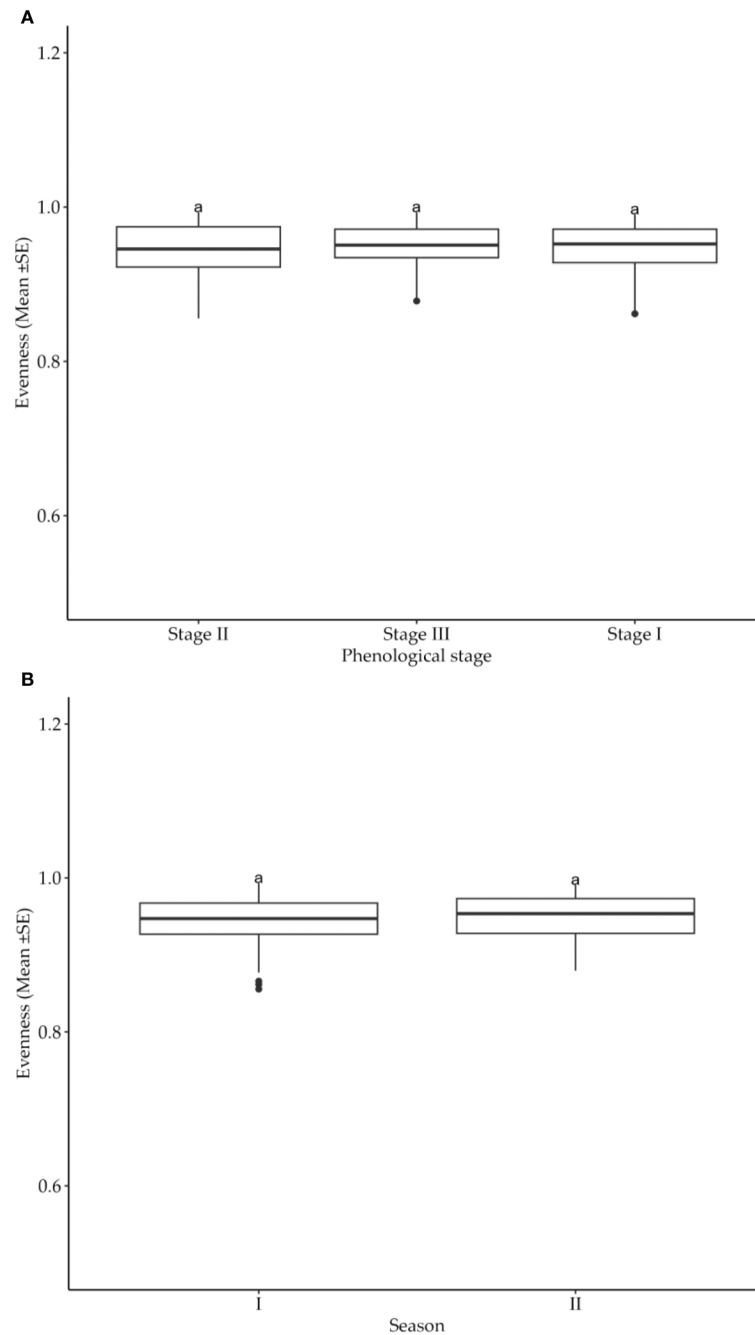 A
1.2
1.0
0.8
0.6
Evenness (Mean ±SE)
a a a
Stage II Stage III Stage I
Phenological stage
B
1.2
1.0
0.8
0.6
Evenness (Mean ±SE)
a a
I II
Season